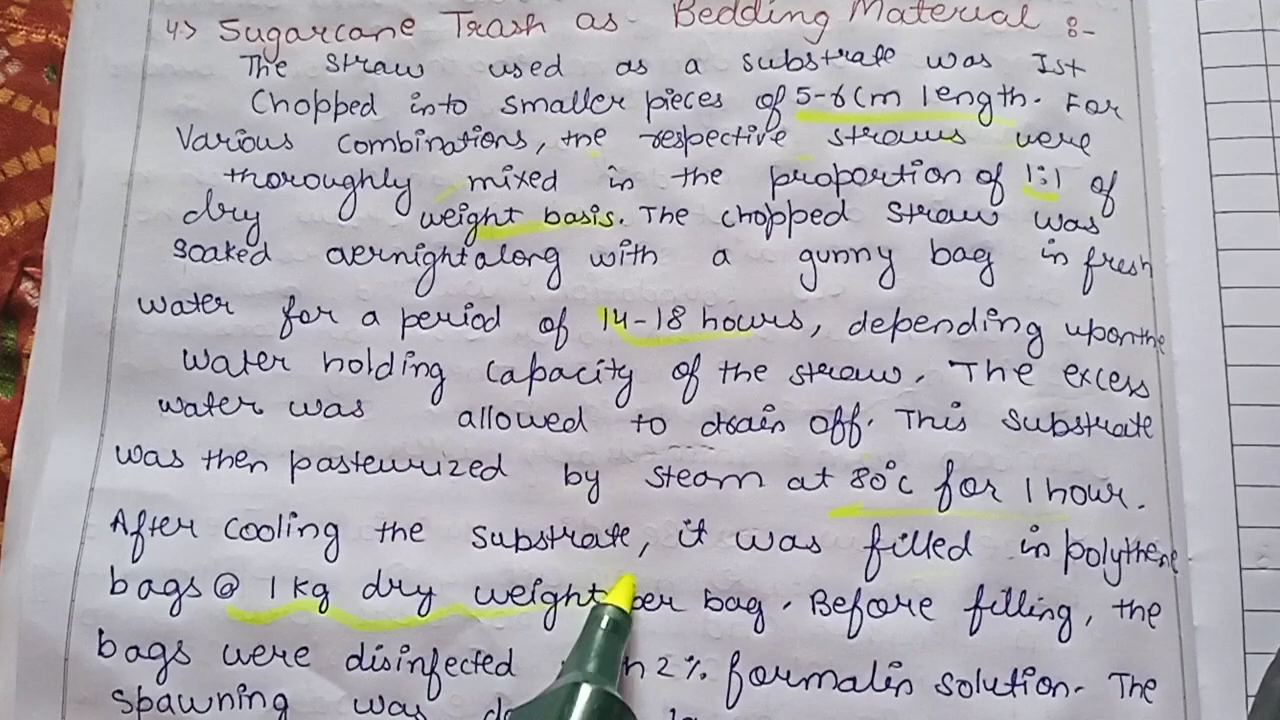 4.> Sugarcane Trash as Bedding Material :-
The straw used as a substrate was Ist
Chopped into smaller pieces of 5-6 Cm length. For
Various Combinations, the respective straws were
thoroughly mixed in the proportion of 1:1 of
dry weight basis. The chopped straw was
soaked overnight along with a gunny bag in fresh
water for a period of 14-18 hours, depending upon the
water holding capacity of the straw. The excess
water was allowed to drain off. This Substrate
was then pasteurized by steam at 80°C for 1 hour.
After cooling the substrate, it was filled in polythene
bags @ 1 kg dry weight per bag. Before filling, the
bags were disinfected 2% formalin solution. The
spawning was